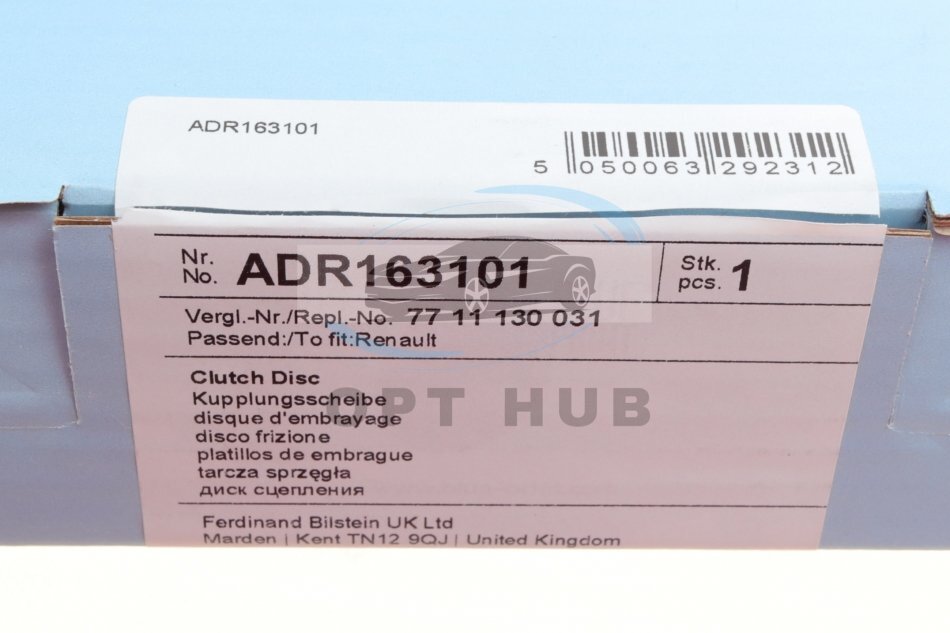 ADR163101
5 050063 292312
Nr.
No. ADR163101
Stk.
pcs. 1
Vergl.-Nr./Repl.-No. 77 11 130 031
Passend:/To fit:Renault
Clutch Disc
Kupplungsscheibe
disque d'embrayage
disco frizione
platillos de embrague
tarcza sprzęgła
диск сцепления
OPT HUB
Ferdinand Bilstein UK Ltd
Marden | Kent TN12 9QJ | United Kingdom